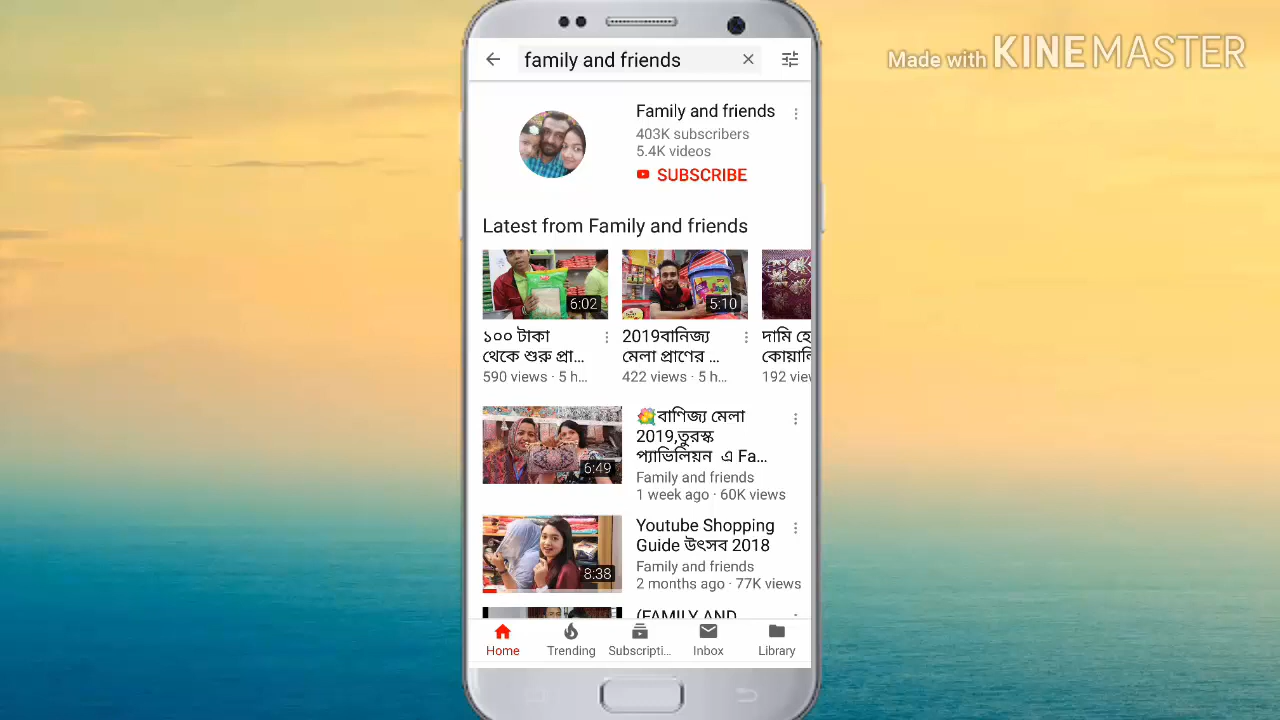 Made with KINEMASTER
family and friends
Family and friends
403K subscribers
5.4K videos
SUBSCRIBE
Latest from Family and friends
6:02
5:10
১০০ টাকা
থেকে শুরু প্রা...
590 views · 5 h...
2019বানিজ্য
মেলা প্রাণের ...
422 views · 5 h...
দামি হে
কোয়ালি
192 view
6:49
বাণিজ্য মেলা
2019,তুরস্ক
প্যাভিলিয়ন এ Fa...
Family and friends
1 week ago · 60K views
8:38
Youtube Shopping
Guide উৎসব 2018
Family and friends
2 months ago · 77K views
(FAMILY AND
Home
Trending
Subscripti...
Inbox
Library